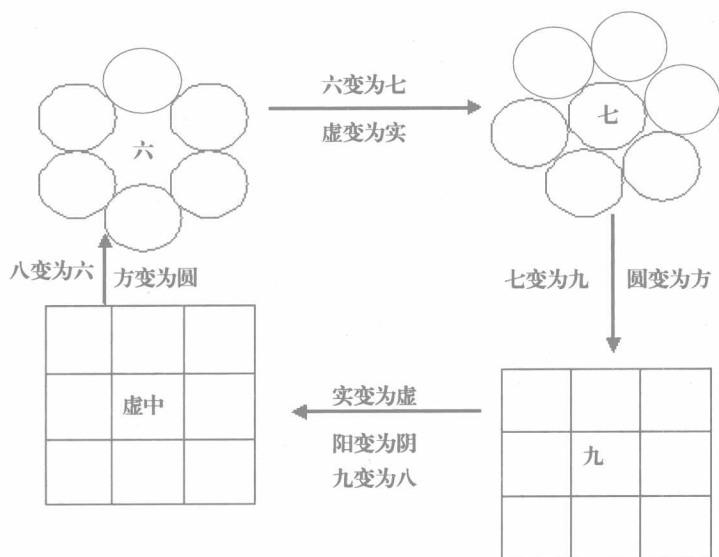 六变为七
虚变为实
六
七
八变为六
方变为圆
七变为九
圆变为方
虚中
实变为虚
阳变为阴
九变为八
九